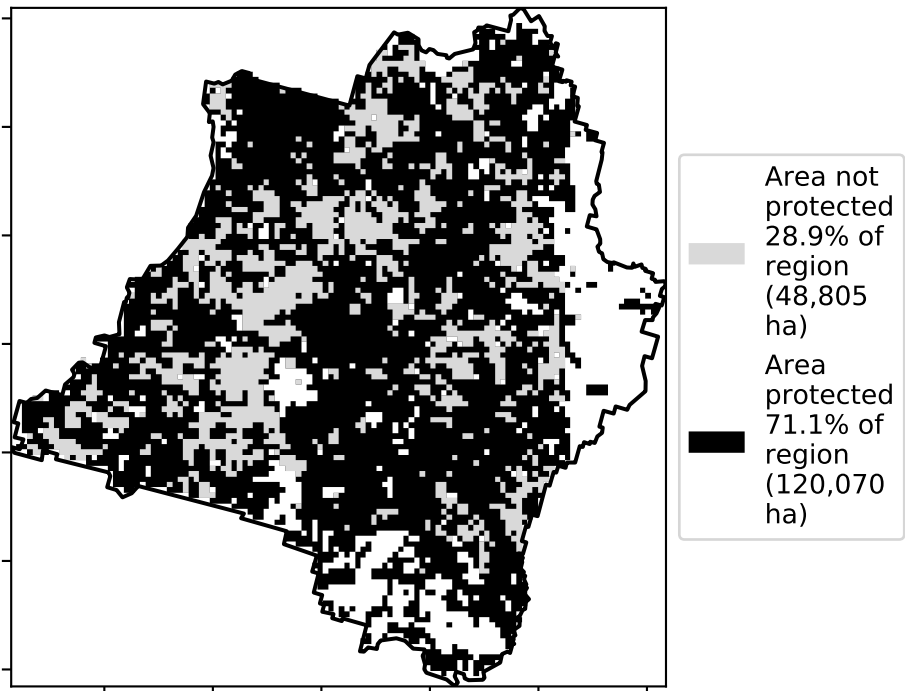 Area not
protected
28.9% of
region
(48,805
ha)
Area
protected
71.1% of
region
(120,070
ha)